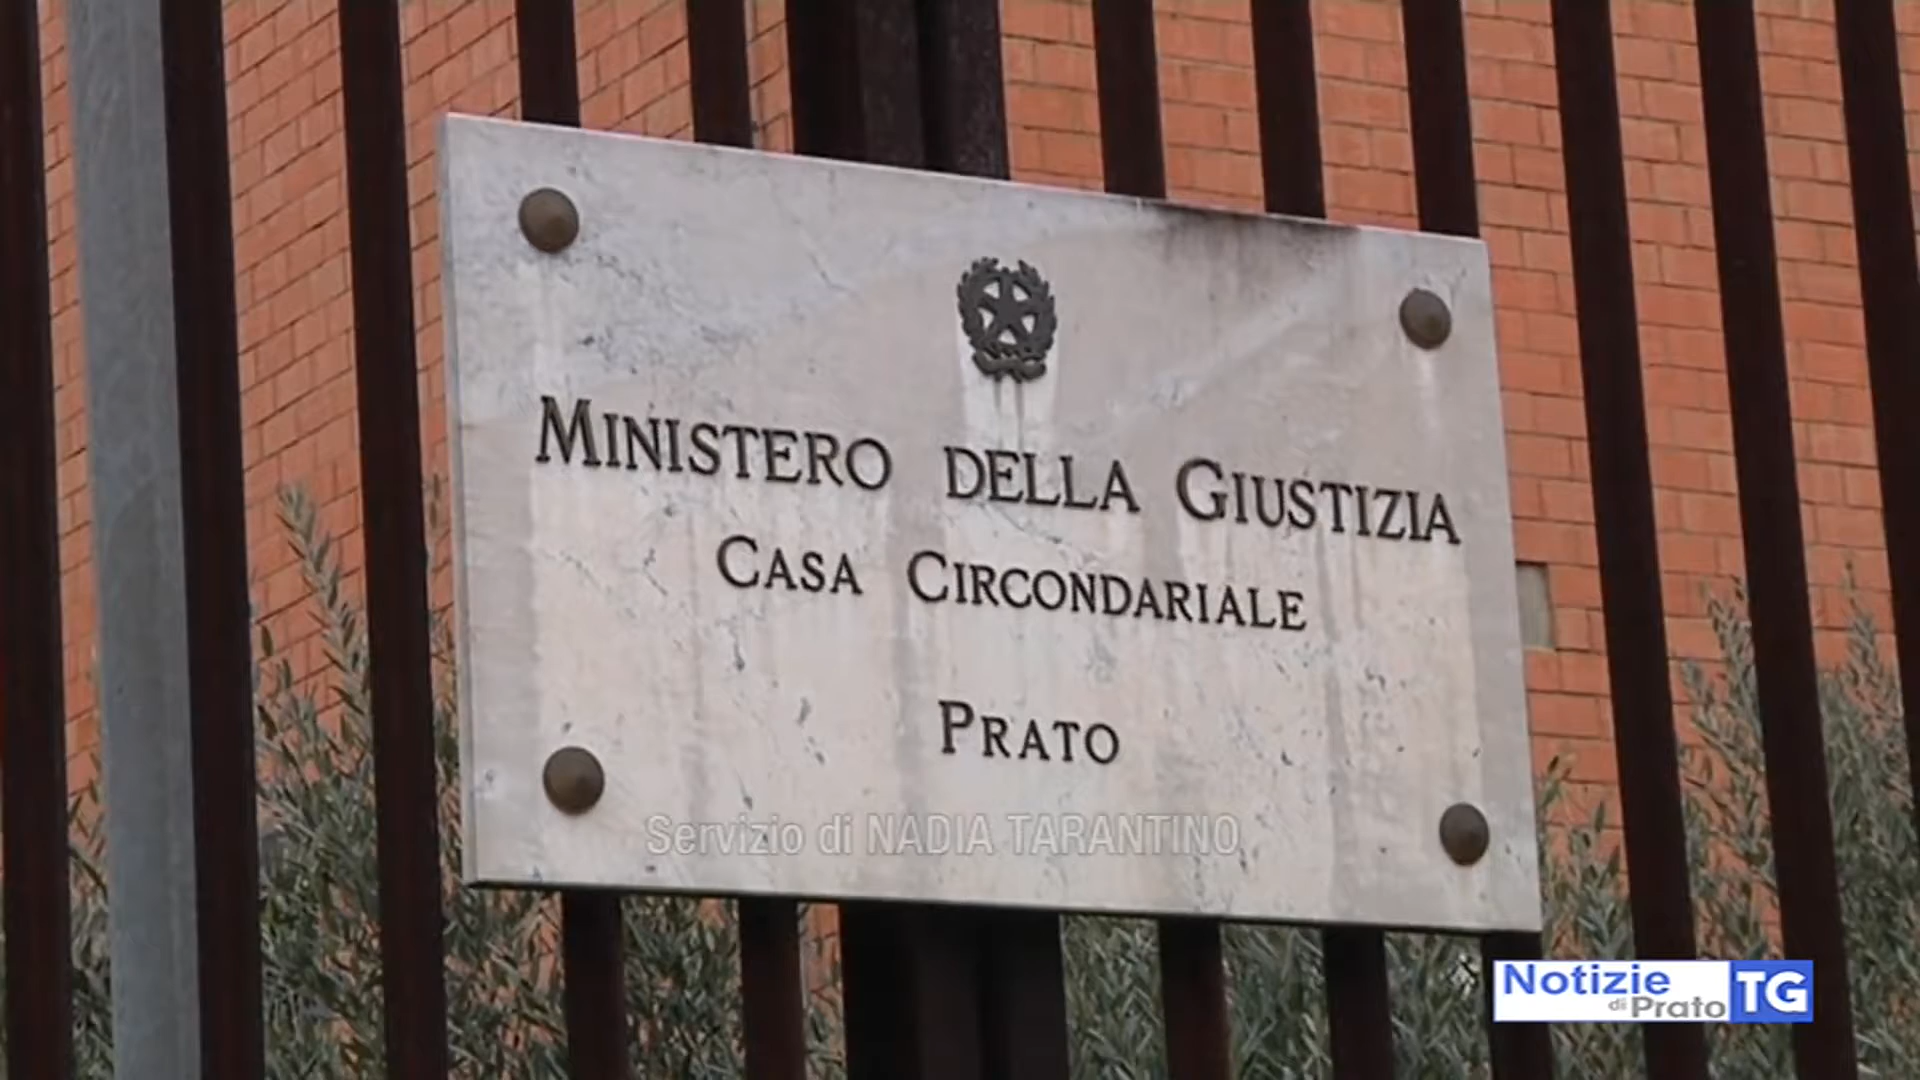 MINISTERO DELLA GIUSTIZIA
CASA CIRCONDARIALE
PRATO
Servizio di NADIA TARANTINO
Notizie
di Prato TG